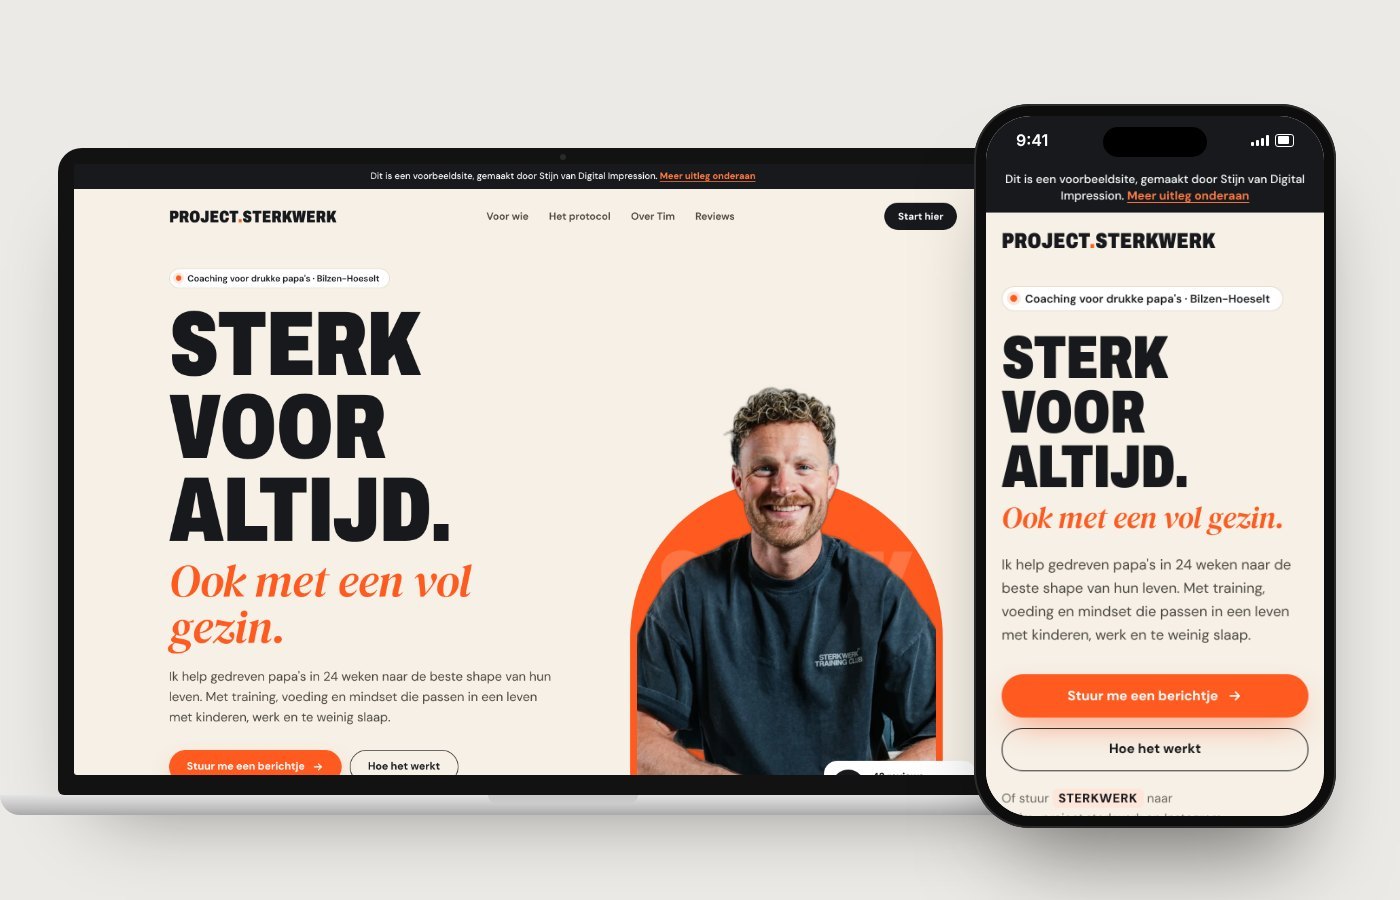 Dit is een voorbeeldsite, gemaakt door Stijn van Digital Impression. Meer uitleg onderaan
PROJECT.STERKWERK
Voor wie
Het protocol
Over Tim
Reviews
Start hier
Coaching voor drukke papa's · Bilzen-Hoeselt
STERK
VOOR
ALTIJD.
Ook met een vol
gezin.
Ik help gedreven papa's in 24 weken naar de beste shape van hun
leven. Met training, voeding en mindset die passen in een leven
met kinderen, werk en te weinig slaap.
Stuur me een berichtje →
Hoe het werkt
STERKWERK
TRAINING CLUB
9:41
Dit is een voorbeeldsite, gemaakt door Stijn van Digital
Impression. Meer uitleg onderaan
PROJECT.STERKWERK
Coaching voor drukke papa's · Bilzen-Hoeselt
STERK
VOOR
ALTIJD.
Ook met een vol gezin.
Ik help gedreven papa's in 24 weken naar de
beste shape van hun leven. Met training,
voeding en mindset die passen in een leven
met kinderen, werk en te weinig slaap.
Stuur me een berichtje →
Hoe het werkt
Of stuur STERKWERK naar